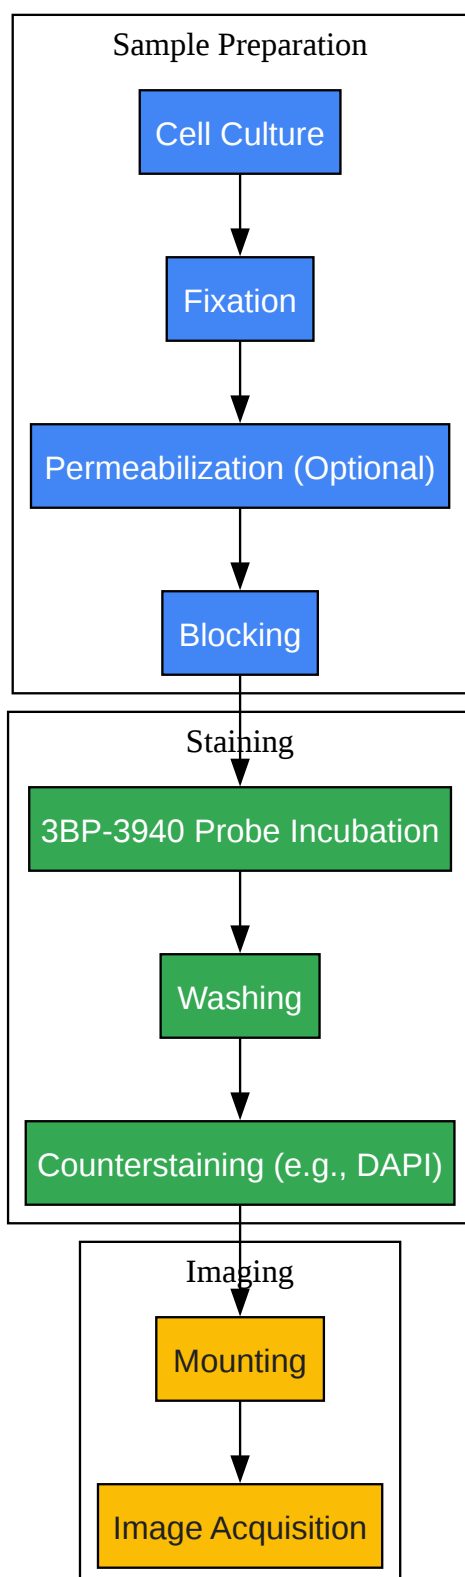 Sample Preparation
Cell Culture
Fixation
Permeabilization (Optional)
Blocking
Staining
3BP-3940 Probe Incubation
Washing
Counterstaining (e.g., DAPI)
Imaging
Mounting
Image Acquisition